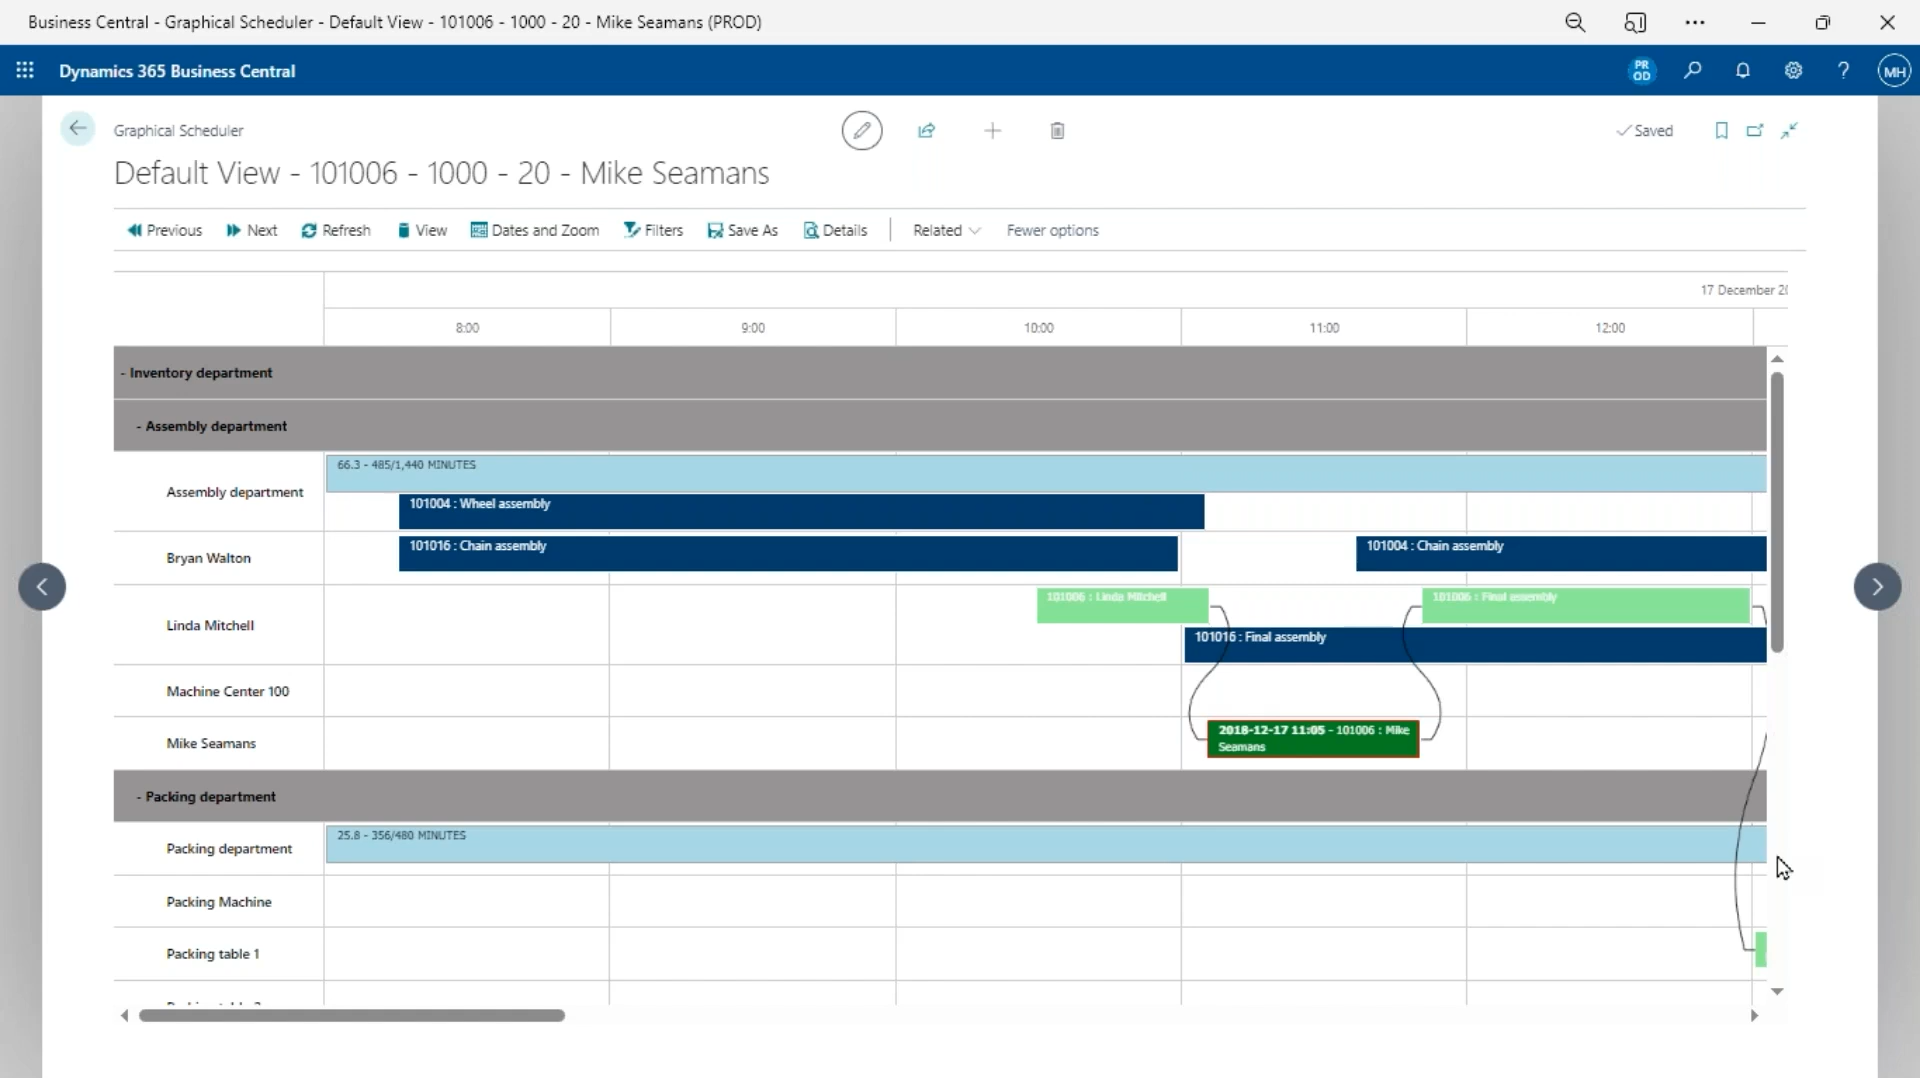 Business Central - Graphical Scheduler - Default View - 101006 - 1000 - 20 - Mike Seamans (PROD)
Dynamics 365 Business Central
PR
OD
?
MH
Graphical Scheduler
Saved
Default View - 101006 - 1000 - 20 - Mike Seamans
Previous Next Refresh View Dates and Zoom Filters Save As Details Related Fewer options
17 December 20
8:00 9:00 10:00 11:00 12:00
- Inventory department
- Assembly department
66.3 - 485/1,440 MINUTES
Assembly department
101004 : Wheel assembly
Bryan Walton
101016 : Chain assembly
101004 : Chain assembly
Linda Mitchell
101006 : Linda Mitchell
101006 : Final assembly
101016 : Final assembly
Machine Center 100
Mike Seamans
2018-12-17 11:05 - 101006 : Mike
Seamans
- Packing department
25.8 - 356/480 MINUTES
Packing department
Packing Machine
Packing table 1